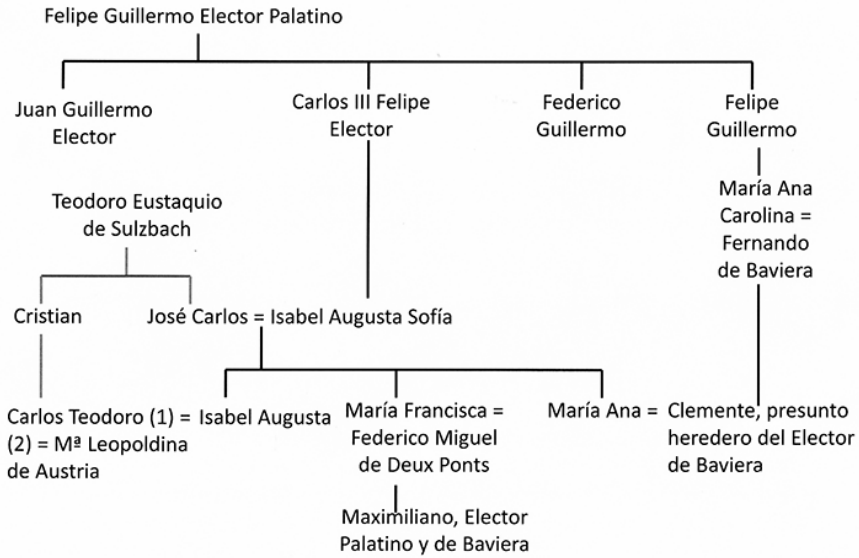 Felipe Guillermo Elector Palatino
Juan Guillermo
Elector
Carlos III Felipe
Elector
Federico
Guillermo
Felipe
Guillermo
María Ana
Carolina =
Fernando
de Baviera
Teodoro Eustaquio
de Sulzbach
Cristian
José Carlos = Isabel Augusta Sofía
Carlos Teodoro (1) = Isabel Augusta
(2) = Mª Leopoldina
de Austria
María Francisca =
Federico Miguel
de Deux Ponts
María Ana = Clemente, presunto
heredero del Elector
de Baviera
Maximiliano, Elector
Palatino y de Baviera